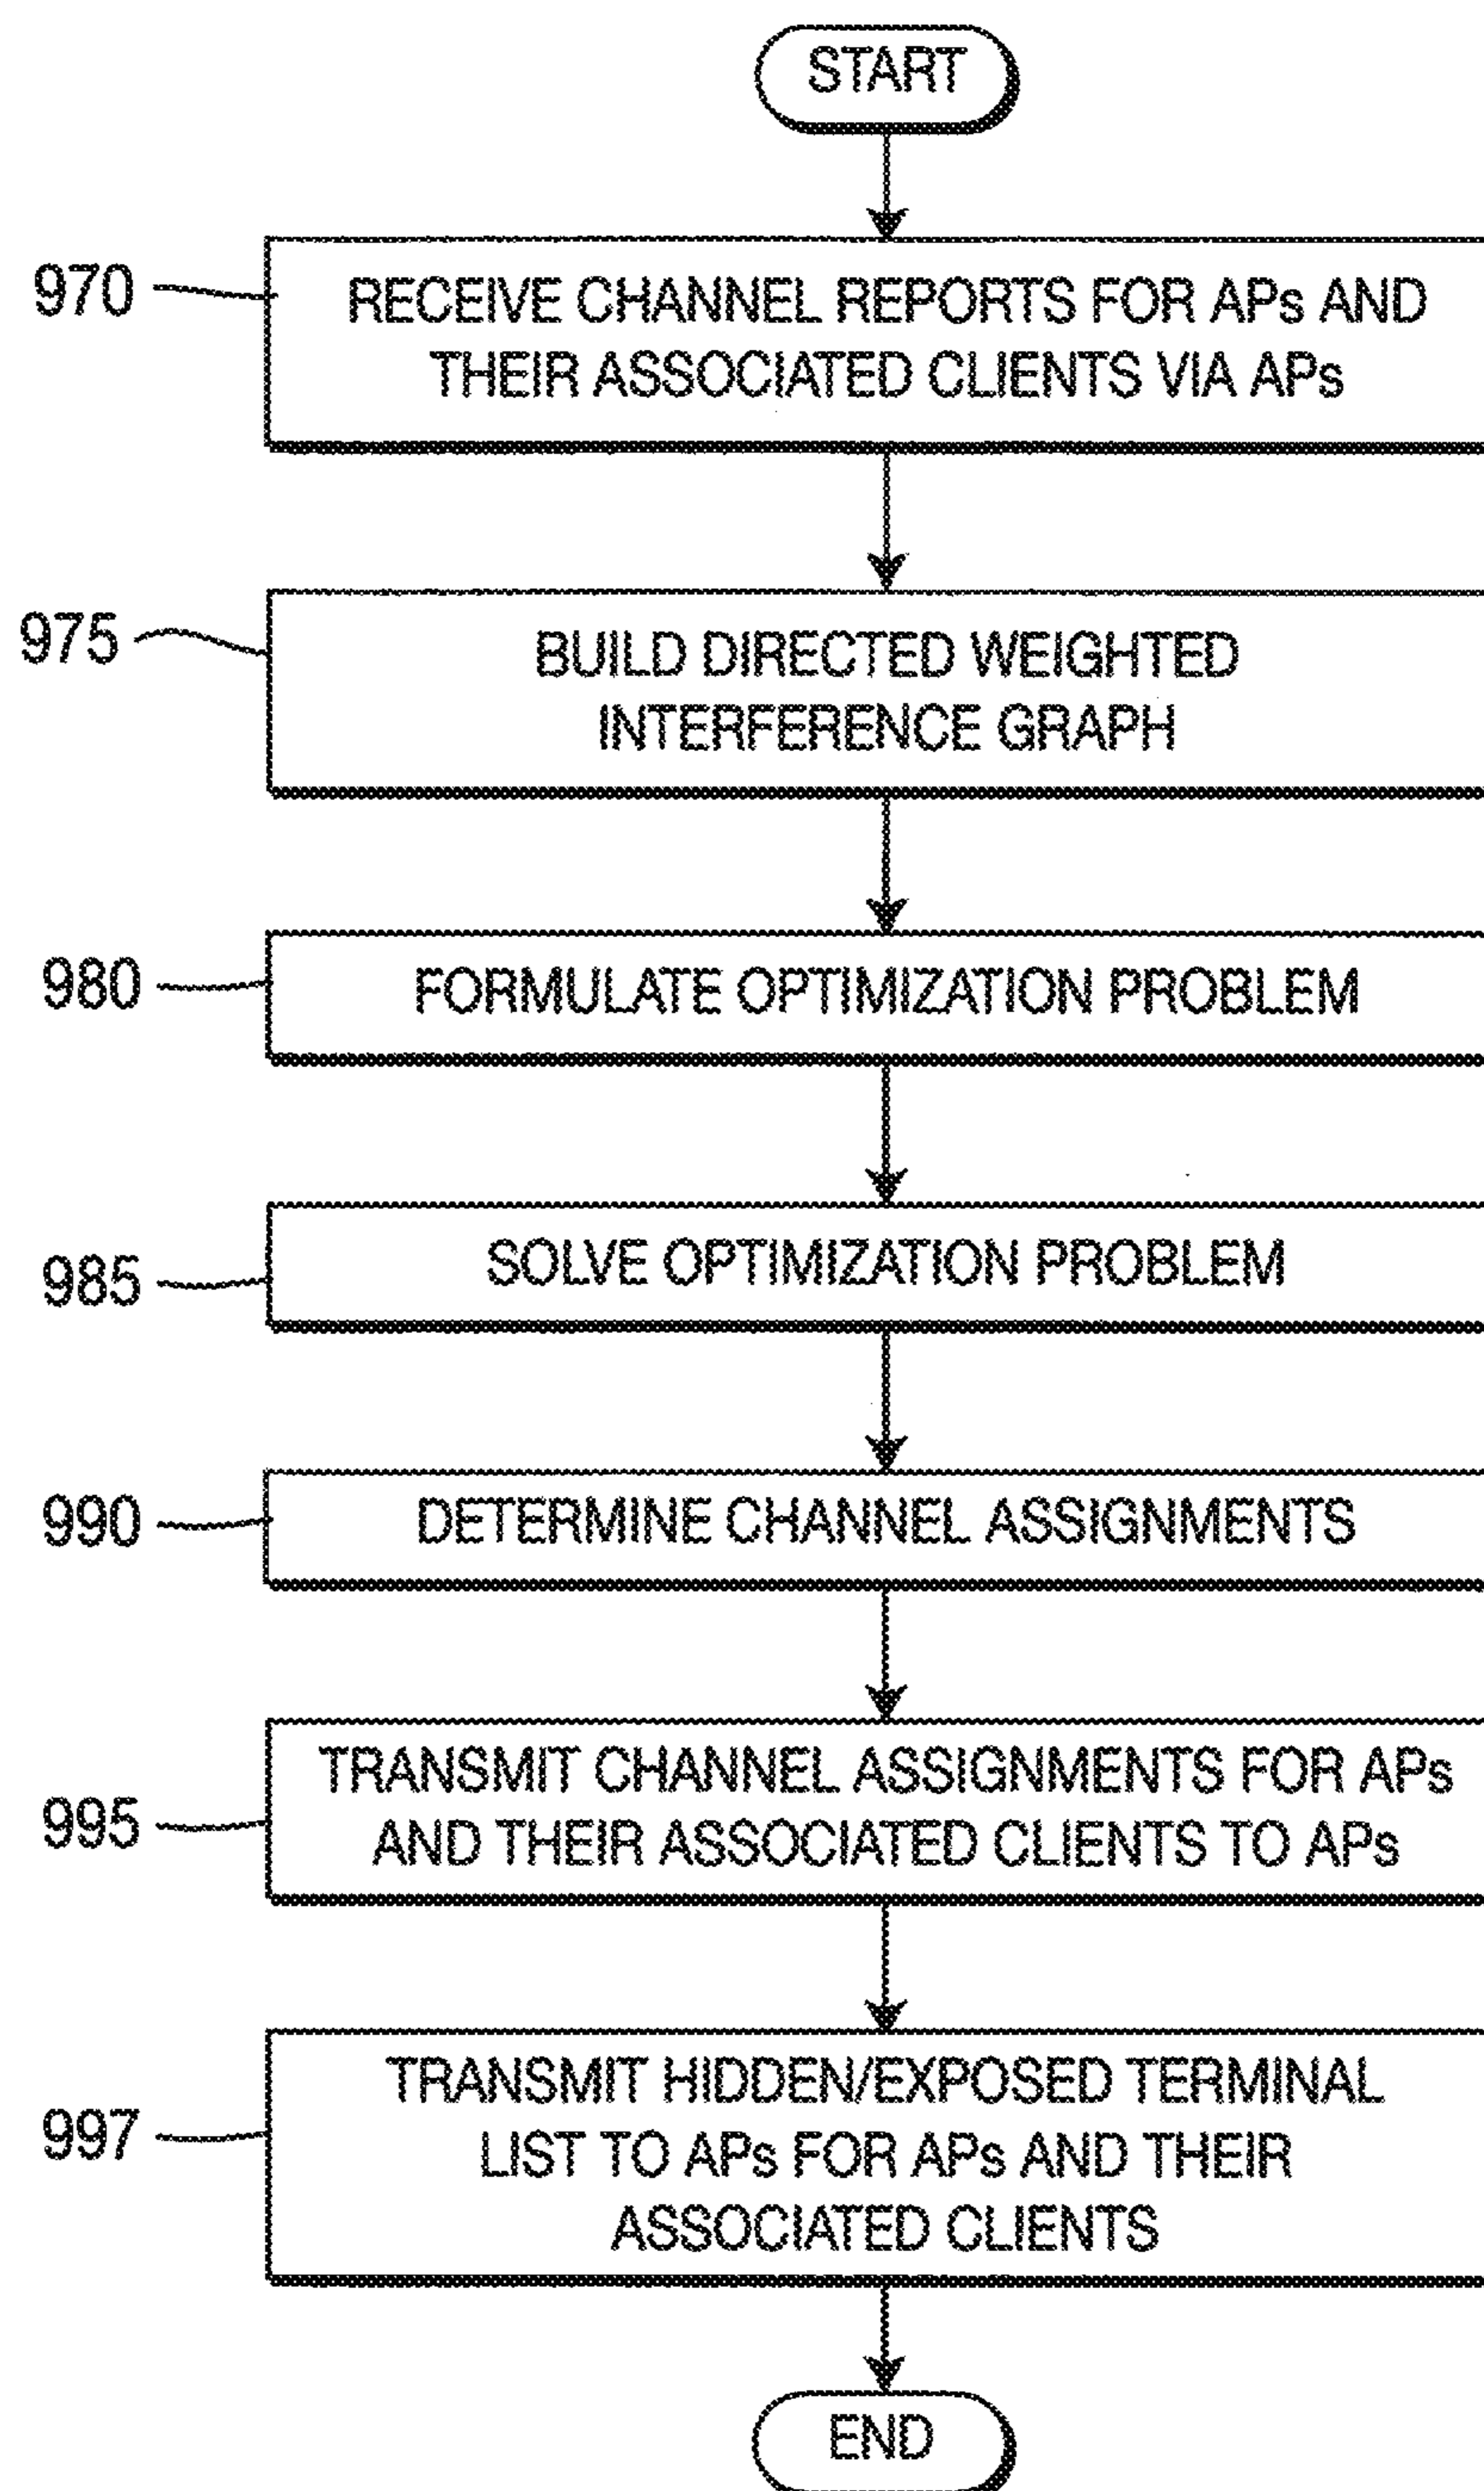 START
970
RECEIVE CHANNEL REPORTS FOR APs AND
THEIR ASSOCIATED CLIENTS VIA APs
975
BUILD DIRECTED WEIGHTED
INTERFERENCE GRAPH
980
FORMULATE OPTIMIZATION PROBLEM
985
SOLVE OPTIMIZATION PROBLEM
990
DETERMINE CHANNEL ASSIGNMENTS
995
TRANSMIT CHANNEL ASSIGNMENTS FOR APs
AND THEIR ASSOCIATED CLIENTS TO APs
997
TRANSMIT HIDDEN/EXPOSED TERMINAL
LIST TO APs FOR APs AND THEIR
ASSOCIATED CLIENTS
END